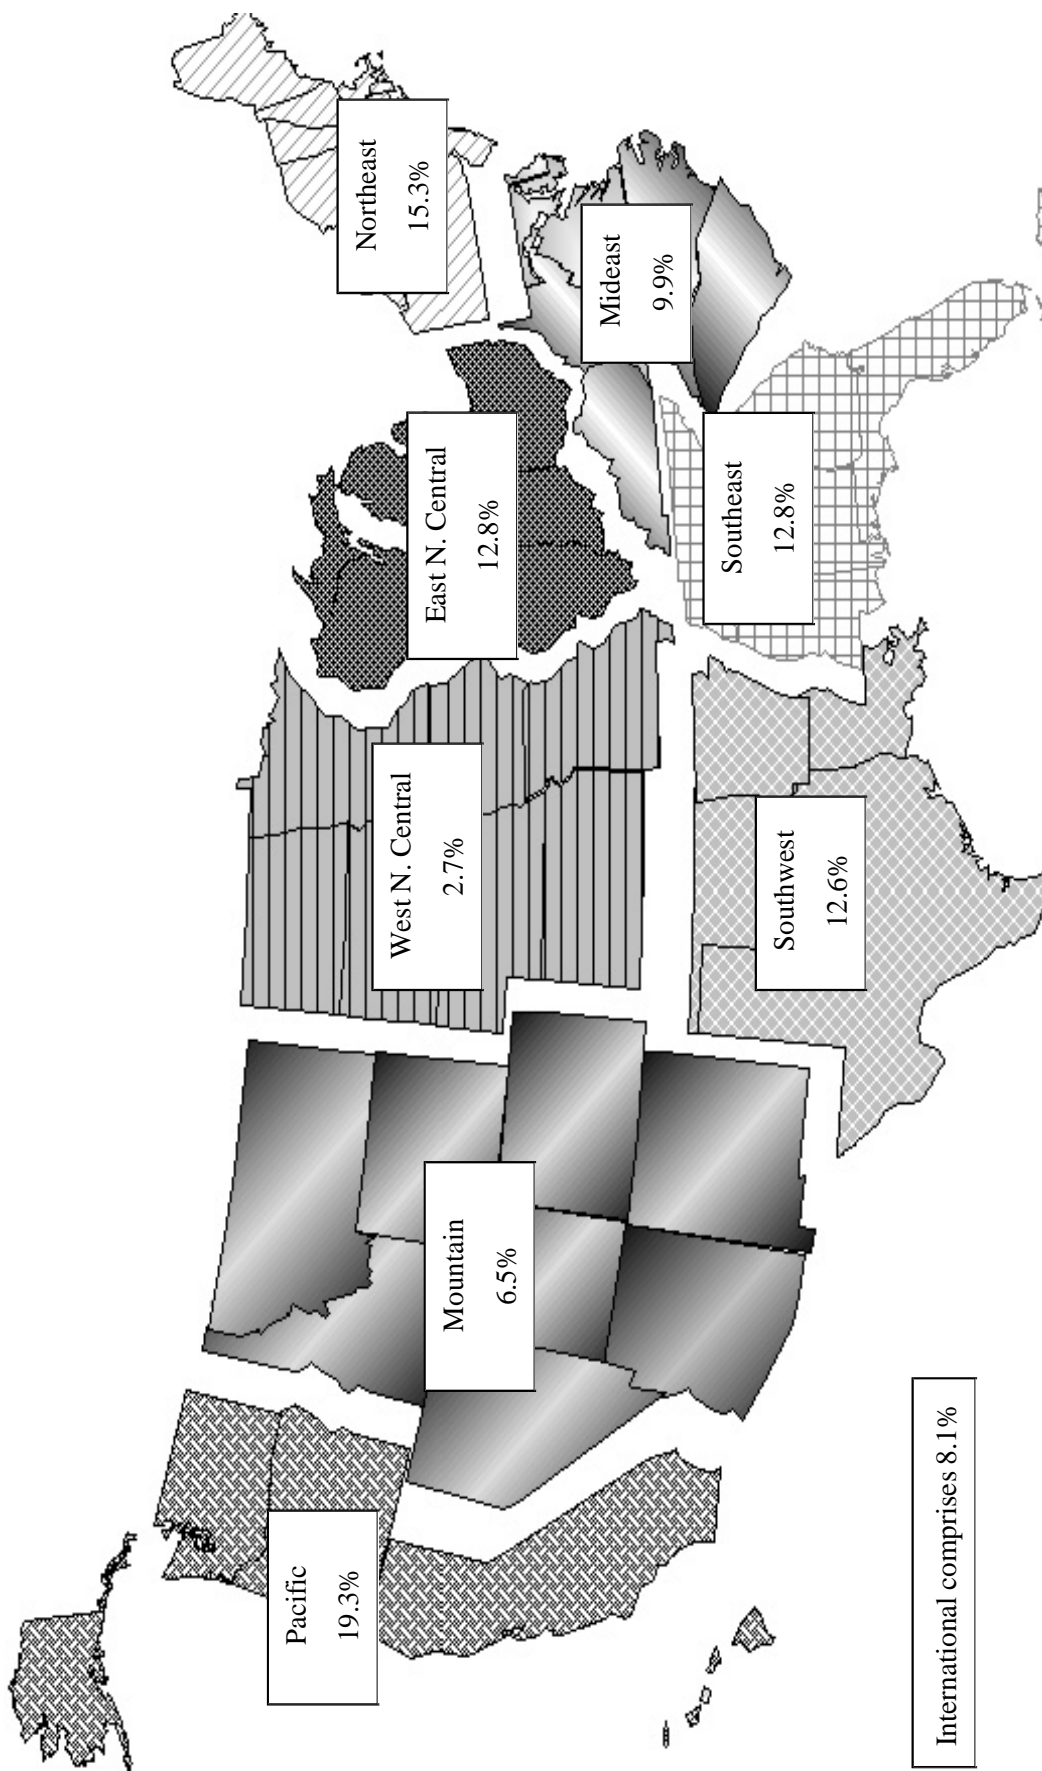 Pacific
19.3%
Mountain
6.5%
West N. Central
2.7%
East N. Central
12.8%
Northeast
15.3%
Mideast
9.9%
Southeast
12.8%
Southwest
12.6%
International comprises 8.1%